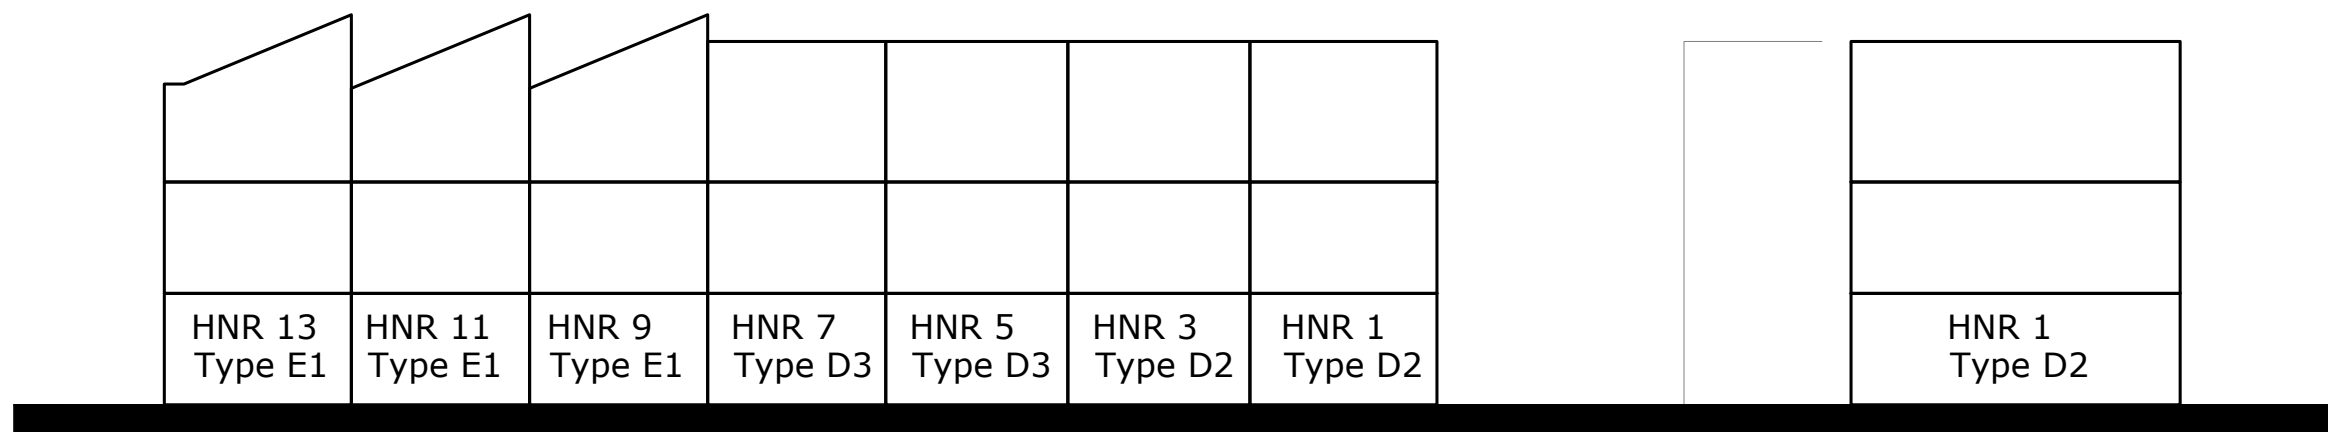 HNR 13
Type E1
HNR 11
Type E1
HNR 9
Type E1
HNR 7
Type D3
HNR 5
Type D3
HNR 3
Type D2
HNR 1
Type D2
HNR 1
Type D2